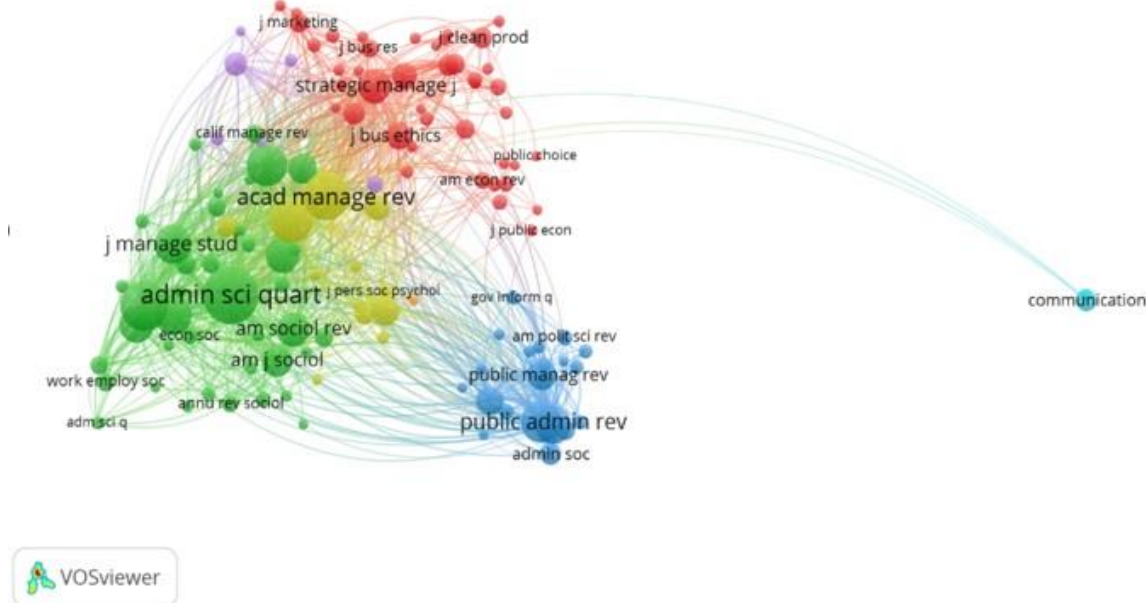 j marketing
j bus res
j clean prod
strategic manage j
calif manage rev
j bus ethics
public choice
am econ rev
acad manage rev
j public econ
j manage stud
admin sci quart
j pers soc psychol
gov inform q
communication
am sociol rev
econ soc
am polit sci rev
am j sociol
public manag rev
work employ soc
annu rev sociol
adm sci q
public admin rev
admin soc
VOSviewer